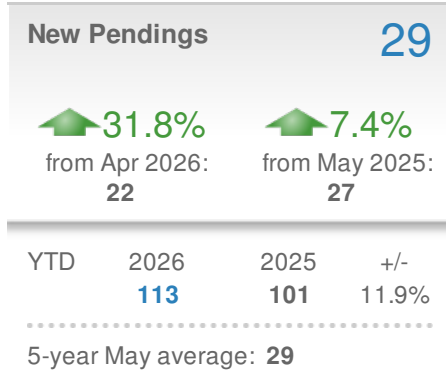 New Pendings 29
31.8% 7.4%
from Apr 2026: from May 2025:
22 27
YTD 2026 2025 +/-
113 101 11.9%
5-year May average: 29